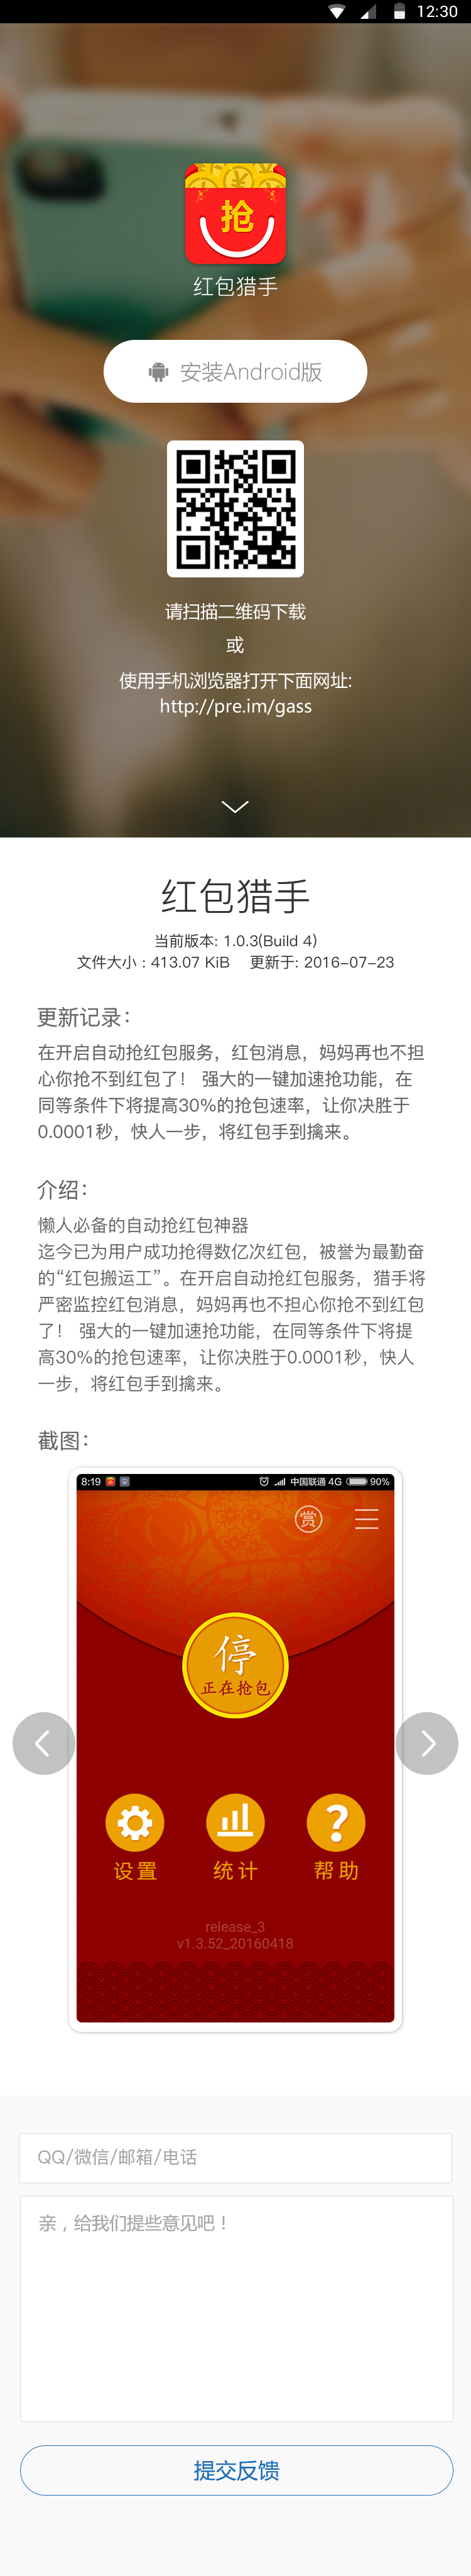 12:30
抢
红包猎手
安装Android版
请扫描二维码下载
或
使用手机浏览器打开下面网址:
http://pre.im/gass
红包猎手
当前版本: 1.0.3(Build 4)
文件大小 : 413.07 KiB 更新于: 2016-07-23
更新记录：
在开启自动抢红包服务，红包消息，妈妈再也不担
心你抢不到红包了！ 强大的一键加速抢功能，在
同等条件下将提高30%的抢包速率，让你决胜于
0.0001秒，快人一步，将红包手到擒来。
介绍：
懒人必备的自动抢红包神器
迄今已为用户成功抢得数亿次红包，被誉为最勤奋
的“红包搬运工”。在开启自动抢红包服务，猎手将
严密监控红包消息，妈妈再也不担心你抢不到红包
了！ 强大的一键加速抢功能，在同等条件下将提
高30%的抢包速率，让你决胜于0.0001秒，快人
一步，将红包手到擒来。
截图：
8:19 中国联通 4G 90%
赏
停
正在抢包
设置 统计 帮助
release_3
v1.3.52_20160418
QQ/微信/邮箱/电话
亲，给我们提些意见吧！
提交反馈